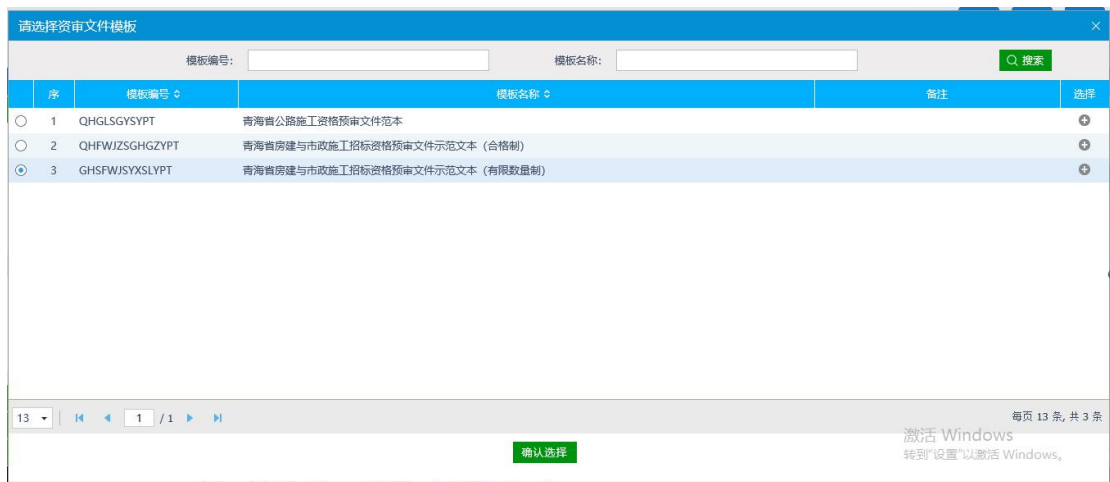 请选择资审文件模板
模板编号: 模板名称: 搜索
序 模板编号 模板名称 备注 选择
1 QHGLSGYSYPT 青海省公路施工资格预审文件范本
2 QHFWJZSGHGZYPT 青海省房建与市政施工招标资格预审文件示范文本（合格制）
3 GHSFWJSYXSLYPT 青海省房建与市政施工招标资格预审文件示范文本（有限数量制）
13 1 / 1 每页 13 条, 共 3 条
确认选择
激活 Windows
转到"设置"以激活 Windows。